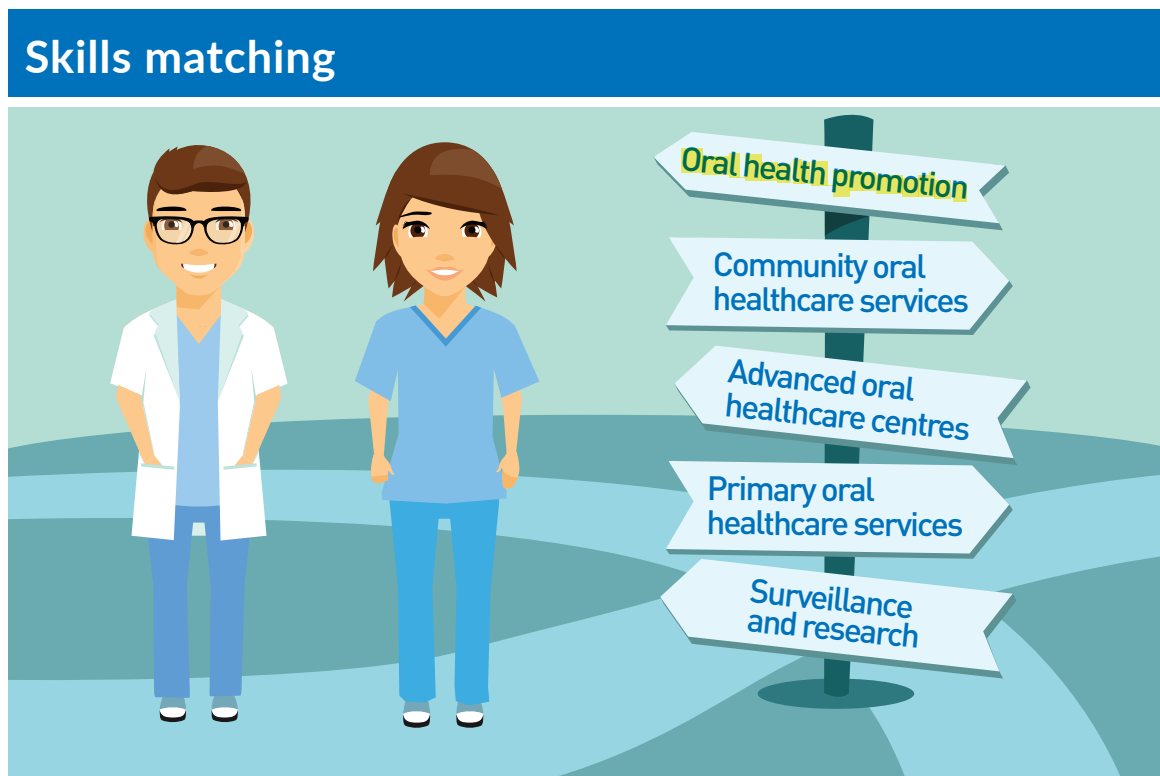 Skills matching
Oral health promotion
Community oral
healthcare services
Advanced oral
healthcare centres
Primary oral
healthcare services
Surveillance
and research